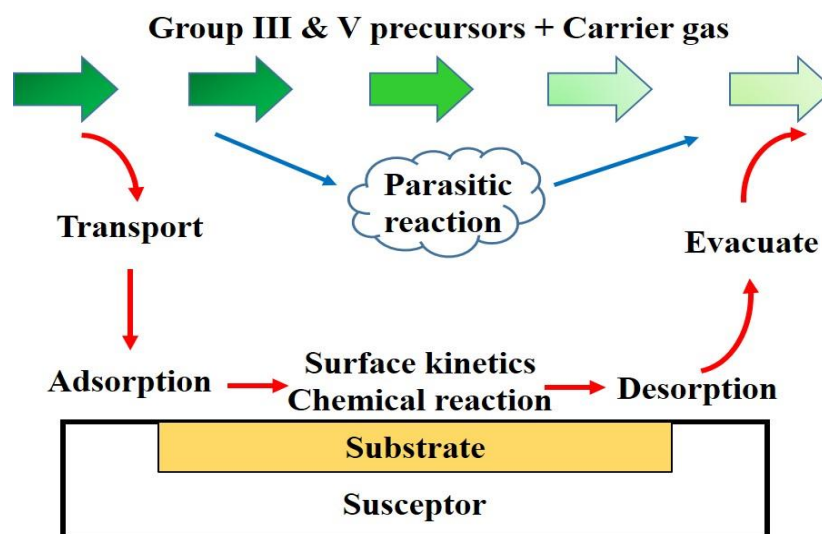 Group III & V precursors + Carrier gas
Parasitic
reaction
Transport
Evacuate
Adsorption
Surface kinetics
Chemical reaction
Desorption
Substrate
Susceptor